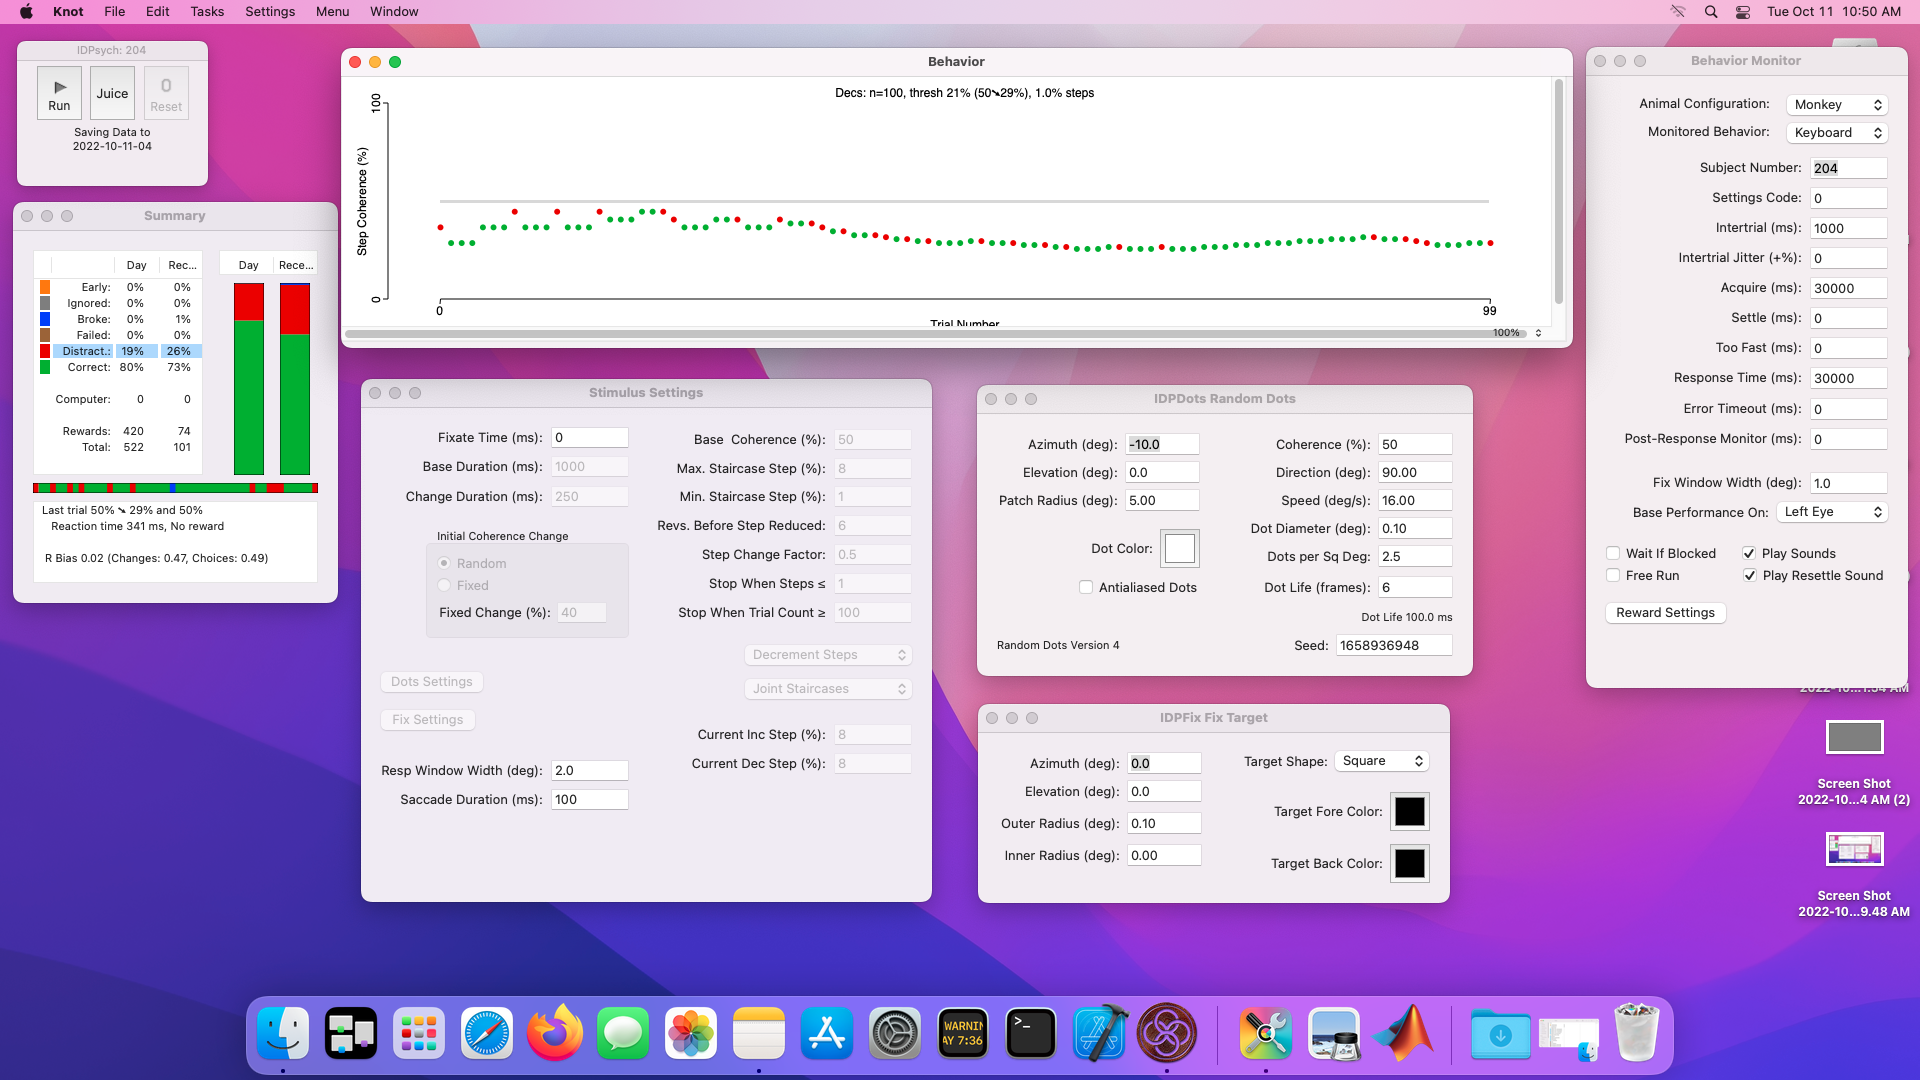 Knot File Edit Tasks Settings Menu Window
Tue Oct 11 10:50 AM
IDPsych: 204
Run
Juice
0
Reset
Saving Data to
2022-10-11-04
Summary
Day Rec...
Early: 0% 0%
Ignored: 0% 0%
Broke: 0% 1%
Failed: 0% 0%
Distract.: 19% 26%
Correct: 80% 73%
Computer: 0 0
Rewards: 420 74
Total: 522 101
Day Rece...
Last trial 50% ➘ 29% and 50%
Reaction time 341 ms, No reward
R Bias 0.02 (Changes: 0.47, Choices: 0.49)
Behavior
Decs: n=100, thresh 21% (50➘29%), 1.0% steps
Step Coherence (%)
100
0
0
99
Trial Number
100%
Stimulus Settings
Fixate Time (ms): 0
Base Duration (ms): 1000
Change Duration (ms): 250
Initial Coherence Change
Random
Fixed
Fixed Change (%): 40
Dots Settings
Fix Settings
Resp Window Width (deg): 2.0
Saccade Duration (ms): 100
Base Coherence (%): 50
Max. Staircase Step (%): 8
Min. Staircase Step (%): 1
Revs. Before Step Reduced: 6
Step Change Factor: 0.5
Stop When Steps ≤ 1
Stop When Trial Count ≥ 100
Decrement Steps
Joint Staircases
Current Inc Step (%): 8
Current Dec Step (%): 8
IDPDots Random Dots
Azimuth (deg): -10.0
Elevation (deg): 0.0
Patch Radius (deg): 5.00
Dot Color:
Antialiased Dots
Random Dots Version 4
Coherence (%): 50
Direction (deg): 90.00
Speed (deg/s): 16.00
Dot Diameter (deg): 0.10
Dots per Sq Deg: 2.5
Dot Life (frames): 6
Dot Life 100.0 ms
Seed: 1658936948
IDPFix Fix Target
Azimuth (deg): 0.0
Elevation (deg): 0.0
Outer Radius (deg): 0.10
Inner Radius (deg): 0.00
Target Shape: Square
Target Fore Color:
Target Back Color:
Behavior Monitor
Animal Configuration: Monkey
Monitored Behavior: Keyboard
Subject Number: 204
Settings Code: 0
Intertrial (ms): 1000
Intertrial Jitter (+%): 0
Acquire (ms): 30000
Settle (ms): 0
Too Fast (ms): 0
Response Time (ms): 30000
Error Timeout (ms): 0
Post-Response Monitor (ms): 0
Fix Window Width (deg): 1.0
Base Performance On: Left Eye
Wait If Blocked
Play Sounds
Free Run
Play Resettle Sound
Reward Settings
Screen Shot
2022-10...4 AM (2)
Screen Shot
2022-10...9.48 AM
WARNIN
AY 7:36
>_